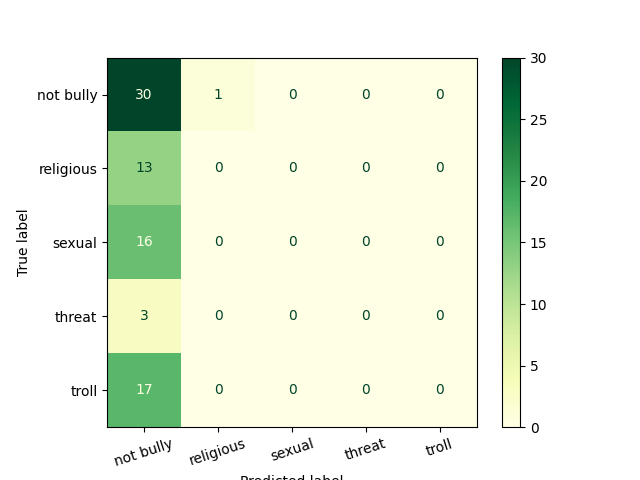 not bully 30 1 0 0 0
religious 13 0 0 0 0
sexual 16 0 0 0 0
threat 3 0 0 0 0
troll 17 0 0 0 0
not bully religious sexual threat troll
True label
Predicted label
30
25
20
15
10
5
0